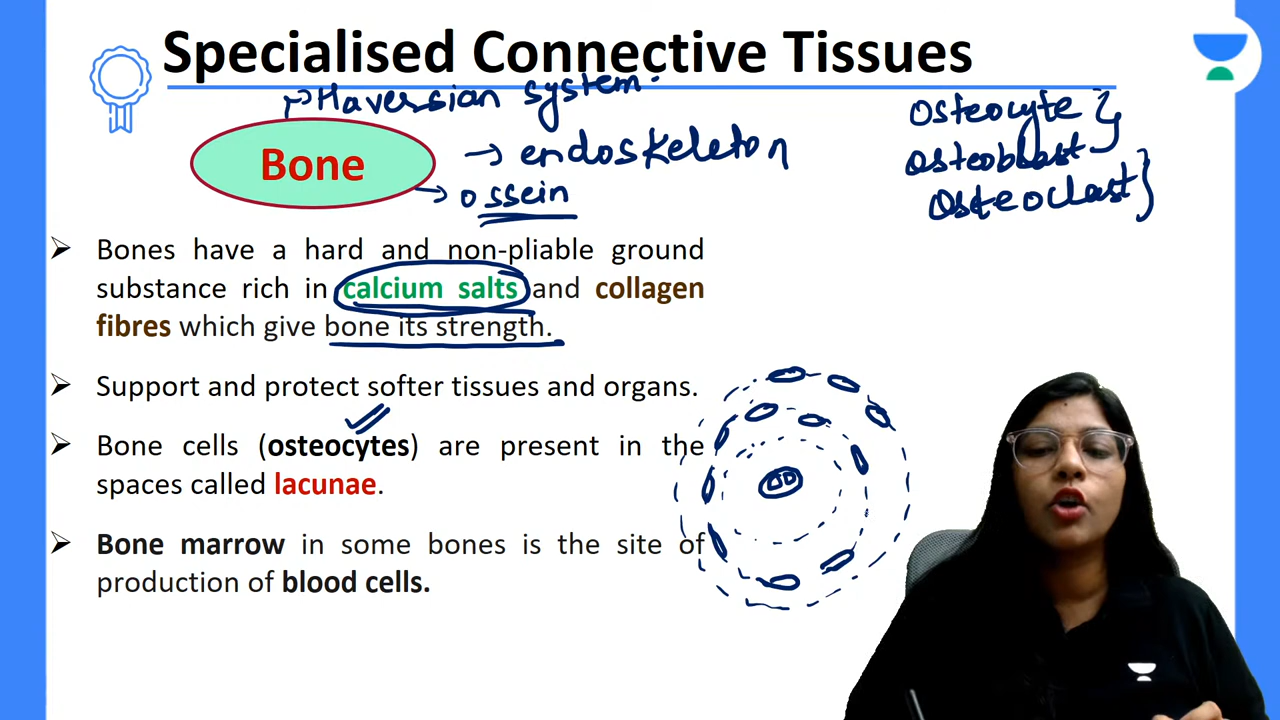 Specialised Connective Tissues
Haversian system.
Bone
→ endoskeleton
→ ossein
Osteocyte }
Osteoblast
Osteoclast }
➢ Bones have a hard and non-pliable ground
substance rich in calcium salts and collagen
fibres which give bone its strength.
➢ Support and protect softer tissues and organs.
➢ Bone cells (osteocytes) are present in the
spaces called lacunae.
➢ Bone marrow in some bones is the site of
production of blood cells.